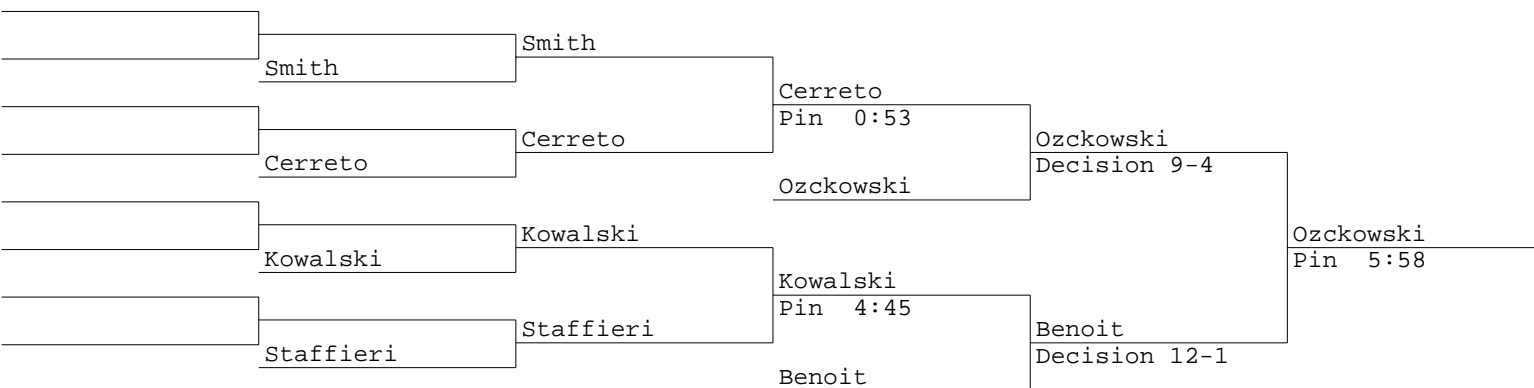 Smith
Smith
Cerreto
Pin 0:53
Cerreto
Cerreto
Ozckowski
Decision 9-4
Ozckowski
Kowalski
Kowalski
Ozckowski
Pin 5:58
Kowalski
Pin 4:45
Staffieri
Staffieri
Benoit
Decision 12-1
Benoit